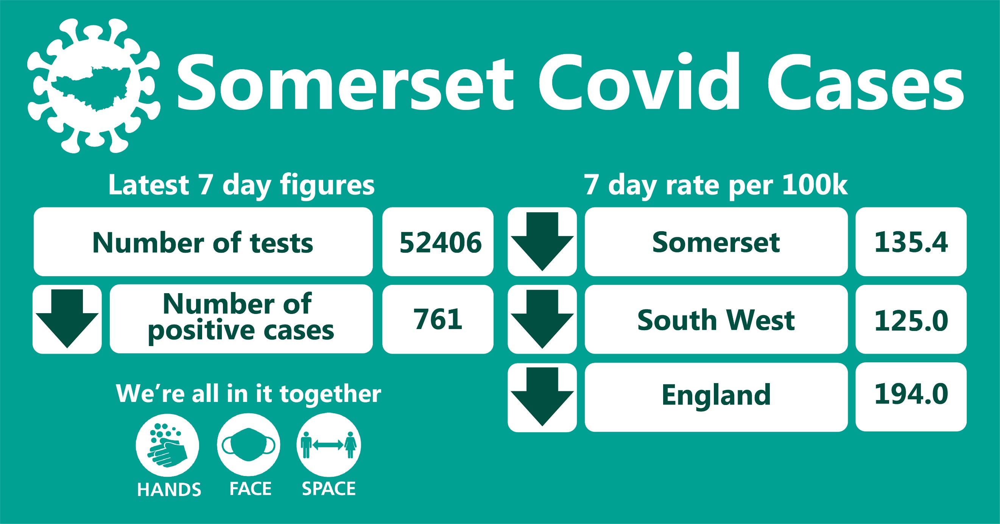 Somerset Covid Cases
Latest 7 day figures
Number of tests
52406
Number of
positive cases
761
7 day rate per 100k
Somerset
135.4
South West
125.0
England
194.0
We’re all in it together
HANDS
FACE
SPACE